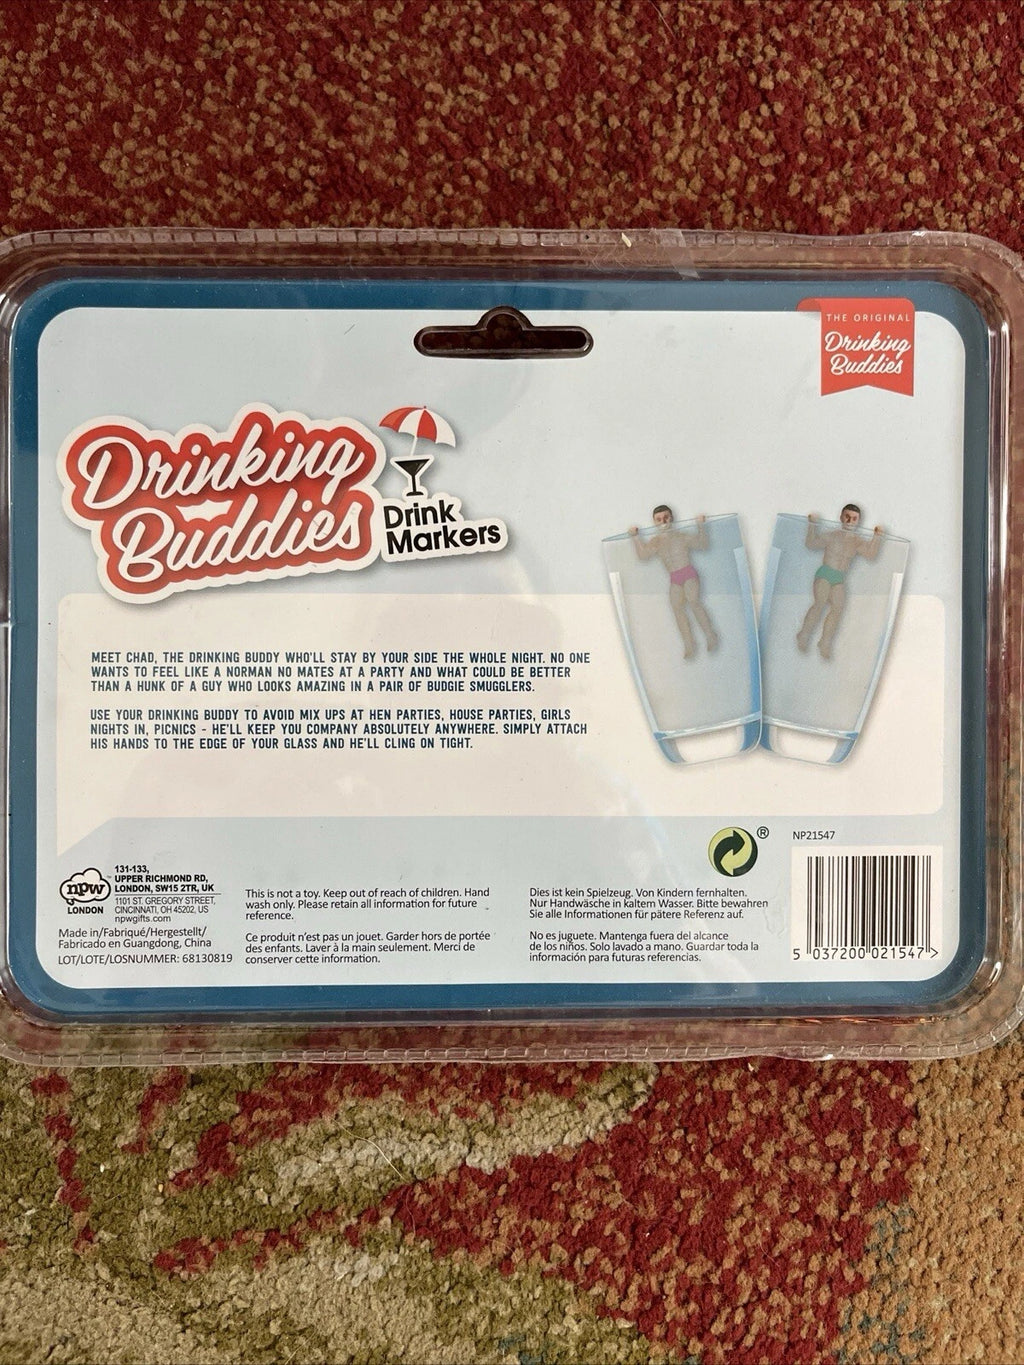 THE ORIGINAL
Drinking
Buddies
Drinking
Buddies
Drink
Markers
MEET CHAD, THE DRINKING BUDDY WHO'LL STAY BY YOUR SIDE THE WHOLE NIGHT. NO ONE
WANTS TO FEEL LIKE A NORMAN NO MATES AT A PARTY AND WHAT COULD BE BETTER
THAN A HUNK OF A GUY WHO LOOKS AMAZING IN A PAIR OF BUDGIE SMUGGLERS.
USE YOUR DRINKING BUDDY TO AVOID MIX UPS AT HEN PARTIES, HOUSE PARTIES, GIRLS
NIGHTS IN, PICNICS - HE'LL KEEP YOU COMPANY ABSOLUTELY ANYWHERE. SIMPLY ATTACH
HIS HANDS TO THE EDGE OF YOUR GLASS AND HE'LL CLING ON TIGHT.
npw™
LONDON
131-133,
UPPER RICHMOND RD,
LONDON, SW15 2TR, UK
1101 ST. GREGORY STREET,
CINCINNATI, OH 45202, US
npwgifts.com
Made in/Fabriqué/Hergestellt/
Fabricado en Guangdong, China
LOT/LOTE/LOSNUMMER: 68130819
This is not a toy. Keep out of reach of children. Hand
wash only. Please retain all information for future
reference.
Ce produit n'est pas un jouet. Garder hors de portée
des enfants. Laver à la main seulement. Merci de
conserver cette information.
Dies ist kein Spielzeug. Von Kindern fernhalten.
Nur Handwäsche in kaltem Wasser. Bitte bewahren
Sie alle Informationen für pätere Referenz auf.
No es juguete. Mantenga fuera del alcance
de los niños. Solo lavado a mano. Guardar toda la
información para futuras referencias.
®
NP21547
5 037200 021547 >